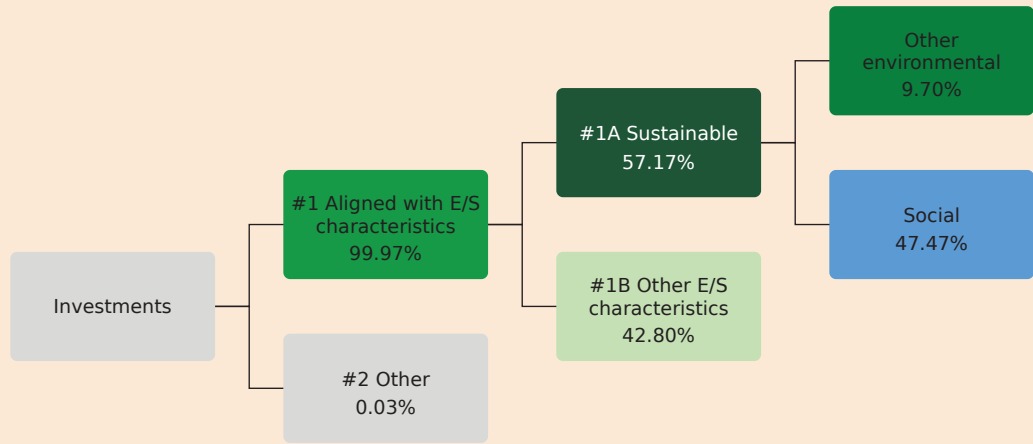 Investments
#1 Aligned with E/S
characteristics
99.97%
#2 Other
0.03%
#1A Sustainable
57.17%
#1B Other E/S
characteristics
42.80%
Other
environmental
9.70%
Social
47.47%